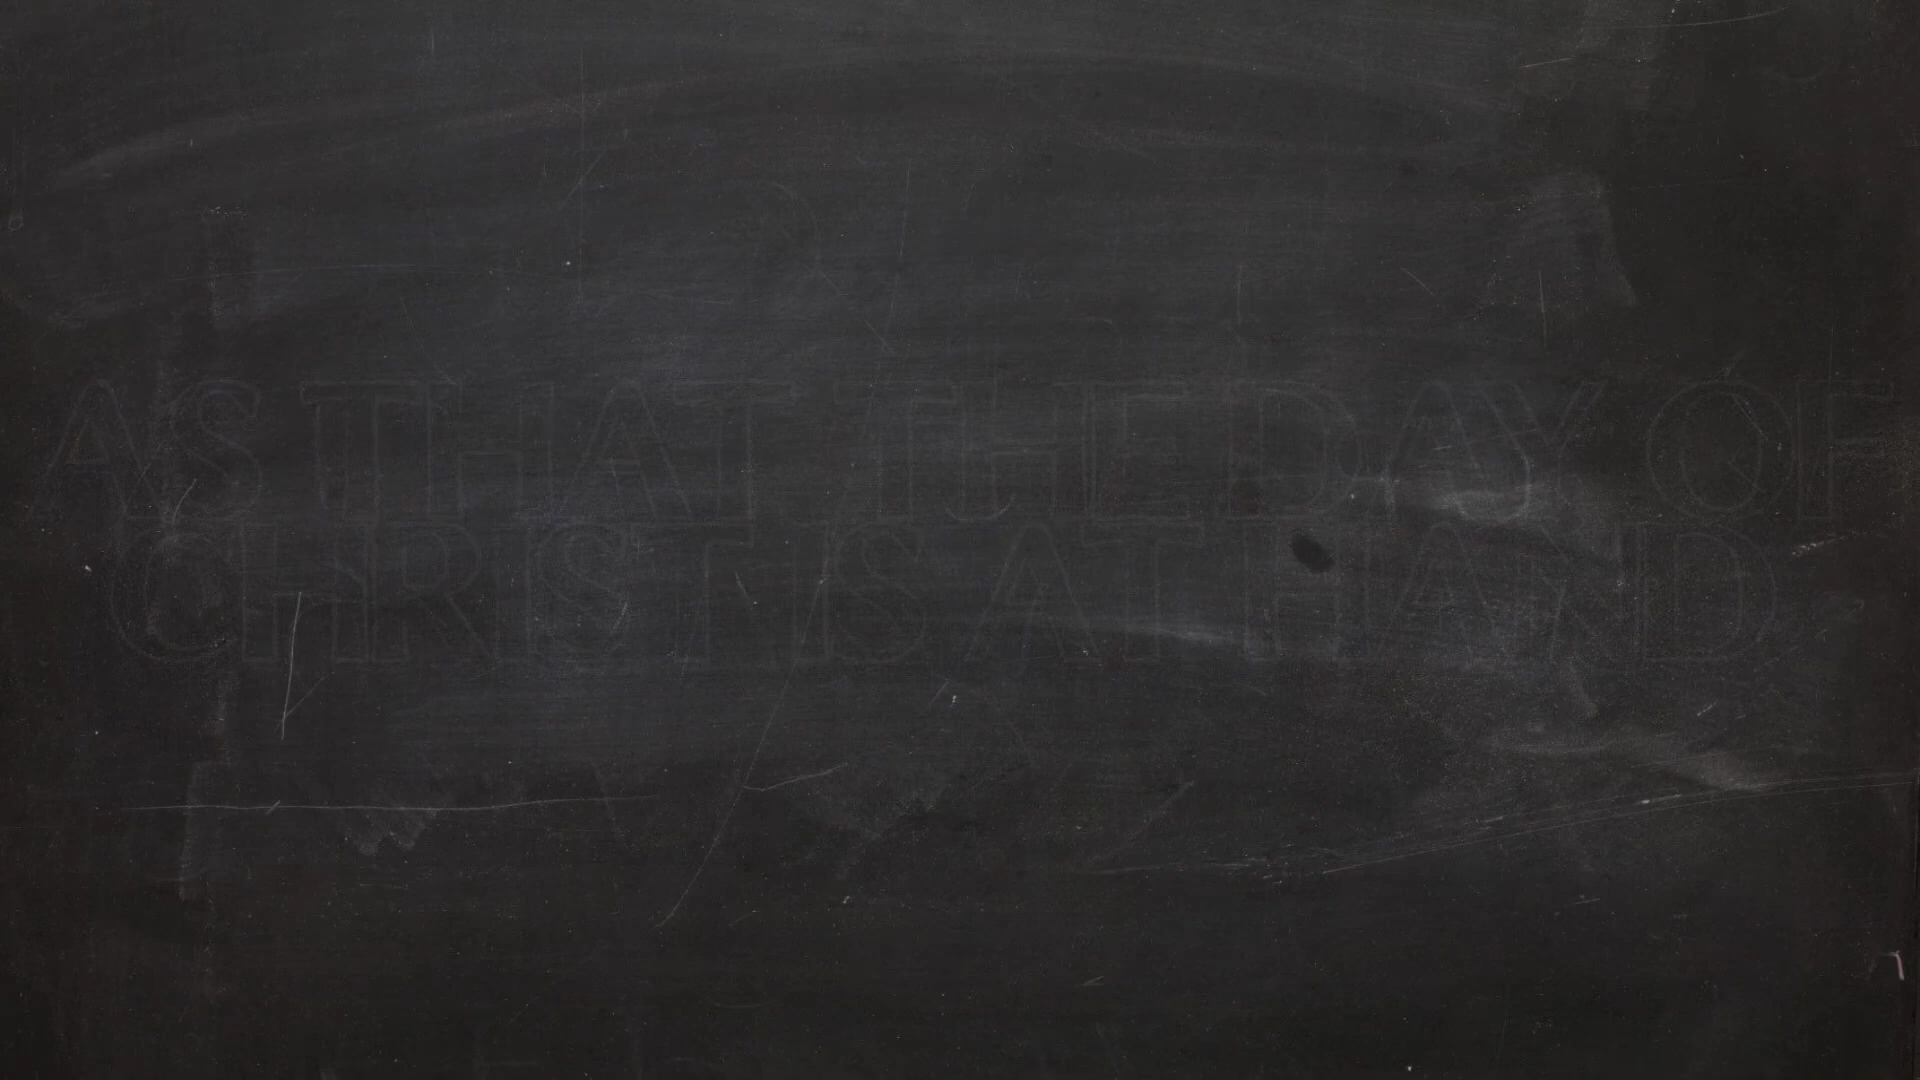 AS THAT THE DAY OF
CHRIST IS AT HAND